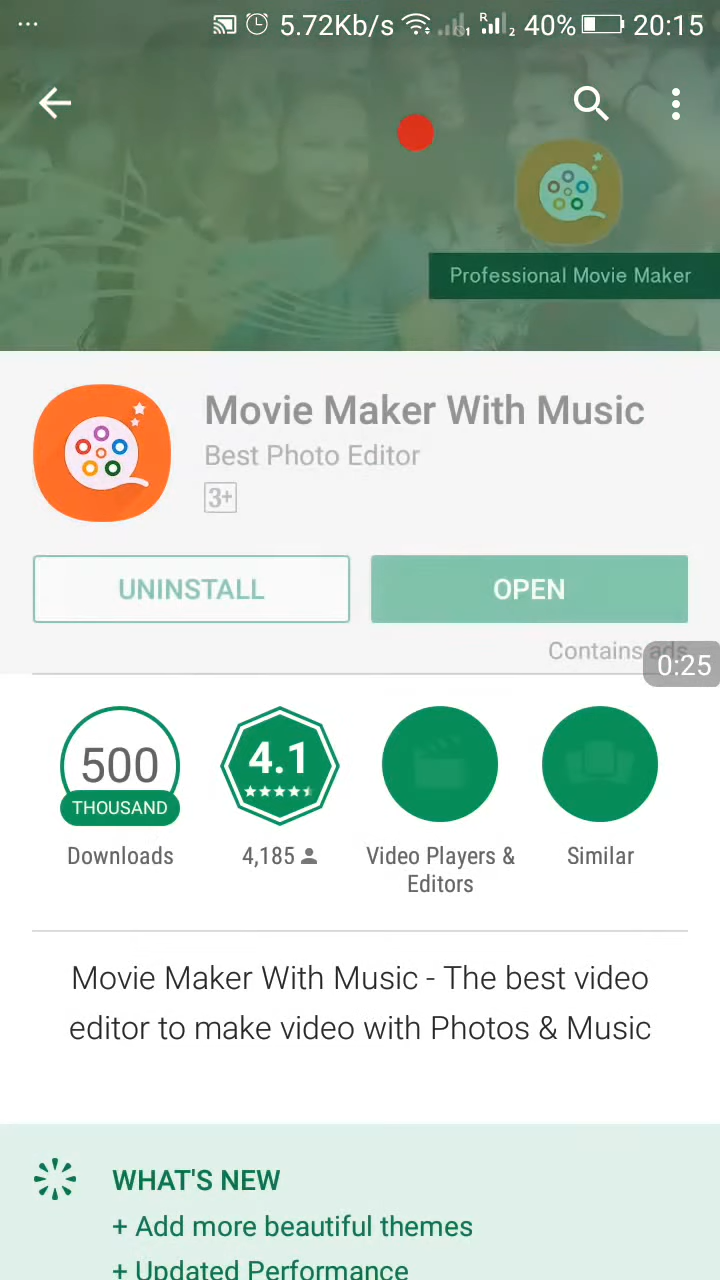 5.72Kb/s R 1 2 40% 20:15
Professional Movie Maker
Movie Maker With Music
Best Photo Editor
3+
UNINSTALL OPEN
Contains ads
0:25
500 THOUSAND
4.1
Downloads
4,185
Video Players & Editors
Similar
Movie Maker With Music - The best video
editor to make video with Photos & Music
WHAT'S NEW
+ Add more beautiful themes
+ Updated Performance